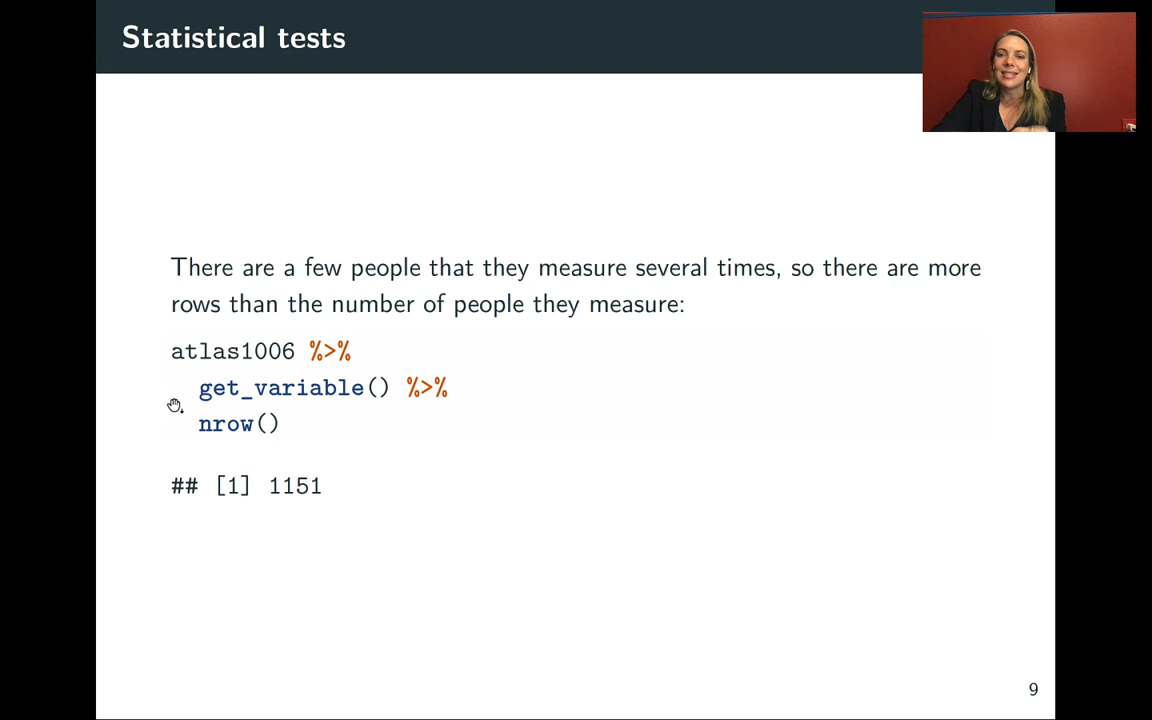 Statistical tests
There are a few people that they measure several times, so there are more
rows than the number of people they measure:
atlas1006 %>%
get_variable() %>%
nrow()
## [1] 1151
9